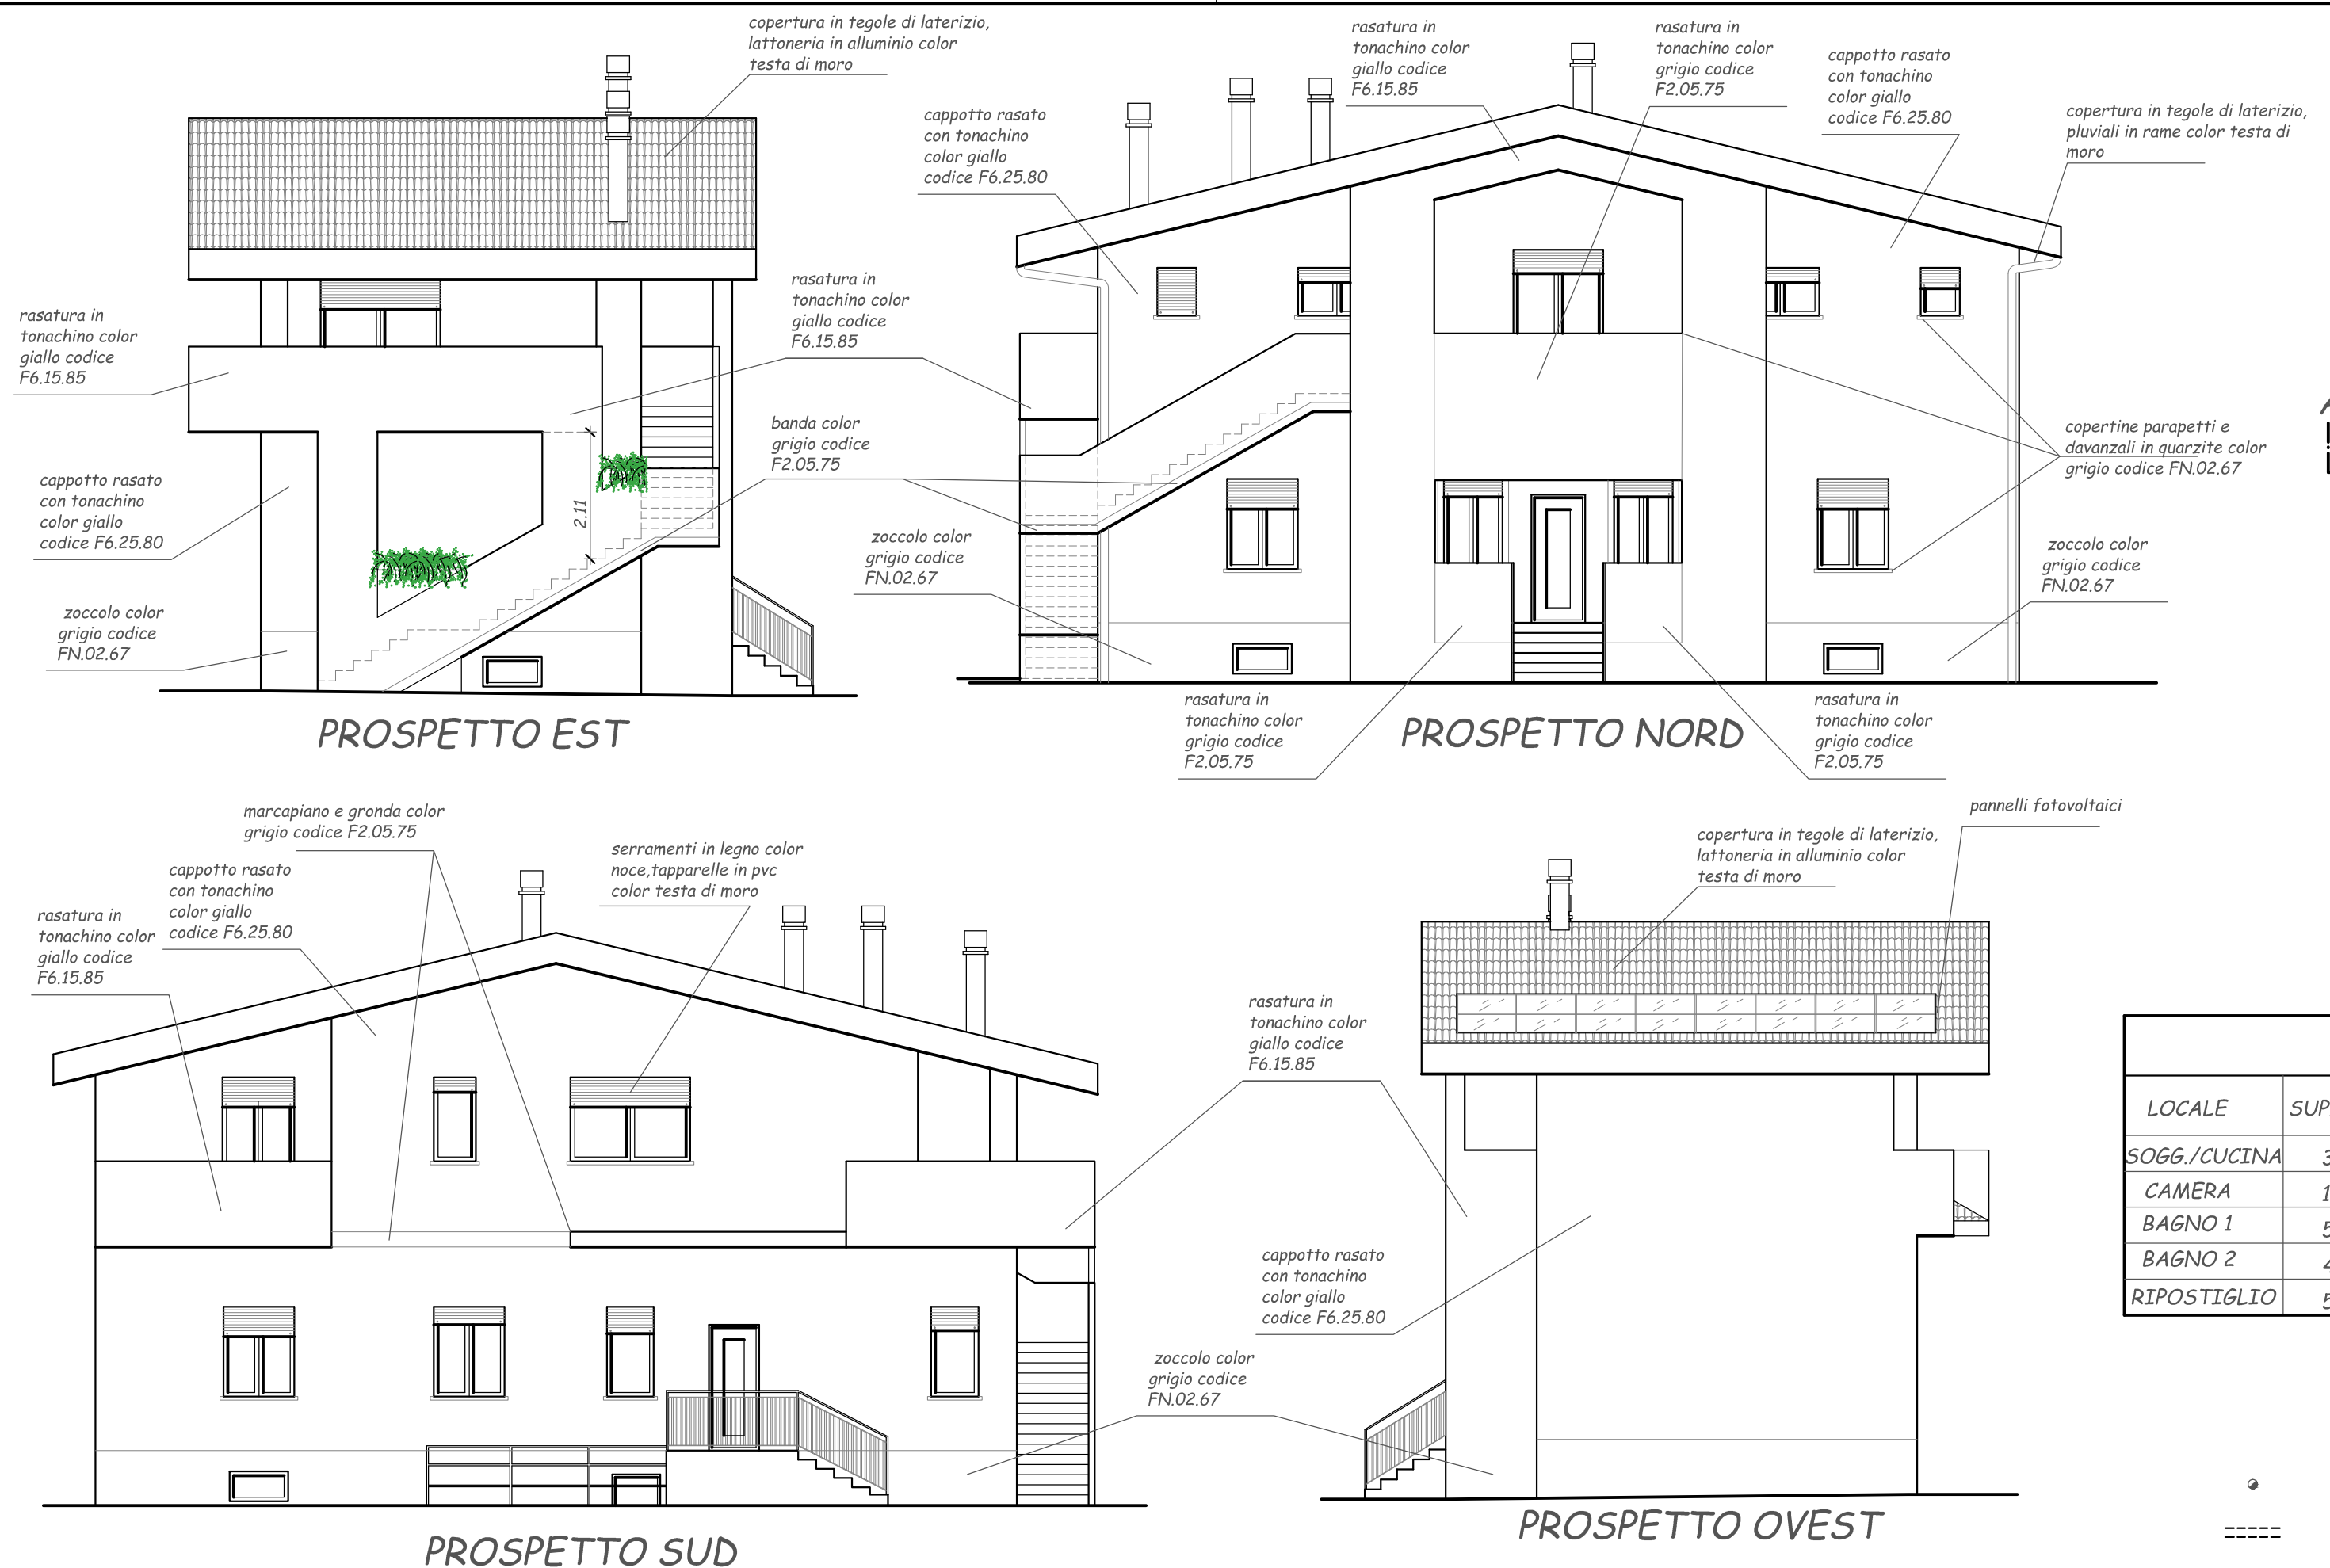 copertura in tegole di laterizio,
lattoneria in alluminio color
testa di moro
rasatura in
tonachino color
giallo codice
F6.15.85
cappotto rasato
con tonachino
color giallo
codice F6.25.80
zoccolo color
grigio codice
FN.02.67
rasatura in
tonachino color
giallo codice
F6.15.85
banda color
grigio codice
F2.05.75
2.11
PROSPETTO EST
cappotto rasato
con tonachino
color giallo
codice F6.25.80
rasatura in
tonachino color
giallo codice
F6.15.85
rasatura in
tonachino color
grigio codice
F2.05.75
cappotto rasato
con tonachino
color giallo
codice F6.25.80
copertura in tegole di laterizio,
pluviali in rame color testa di
moro
copertine parapetti e
davanzali in quarzite color
grigio codice FN.02.67
zoccolo color
grigio codice
FN.02.67
zoccolo color
grigio codice
FN.02.67
rasatura in
tonachino color
grigio codice
F2.05.75
rasatura in
tonachino color
grigio codice
F2.05.75
PROSPETTO NORD
marcapiano e gronda color
grigio codice F2.05.75
cappotto rasato
con tonachino
color giallo
codice F6.25.80
rasatura in
tonachino color
giallo codice
F6.15.85
serramenti in legno color
noce,tapparelle in pvc
color testa di moro
PROSPETTO SUD
rasatura in
tonachino color
giallo codice
F6.15.85
cappotto rasato
con tonachino
color giallo
codice F6.25.80
zoccolo color
grigio codice
FN.02.67
copertura in tegole di laterizio,
lattoneria in alluminio color
testa di moro
pannelli fotovoltaici
PROSPETTO OVEST
LOCALE SUP
SOGG./CUCINA
CAMERA
BAGNO 1
BAGNO 2
RIPOSTIGLIO